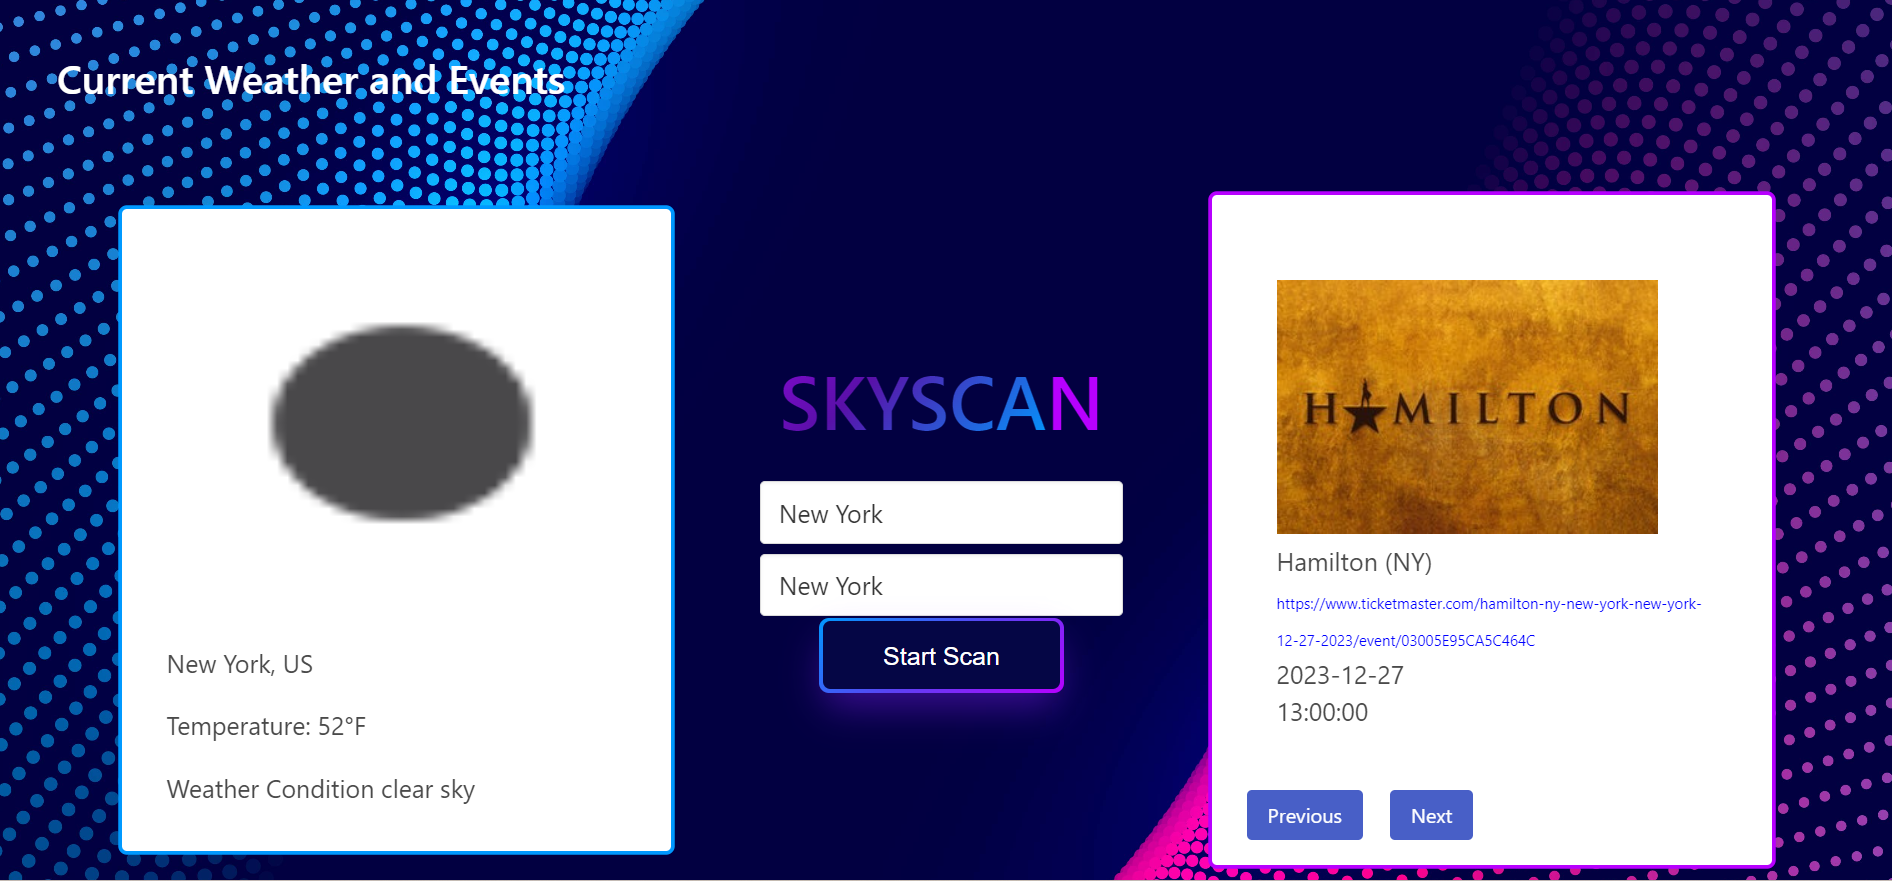 Current Weather and Events
New York, US
Temperature: 52°F
Weather Condition clear sky
SKYSCAN
New York
New York
Start Scan
HAMILTON
Hamilton (NY)
https://www.ticketmaster.com/hamilton-ny-new-york-new-york-
12-27-2023/event/03005E95CA5C464C
2023-12-27
13:00:00
Previous Next